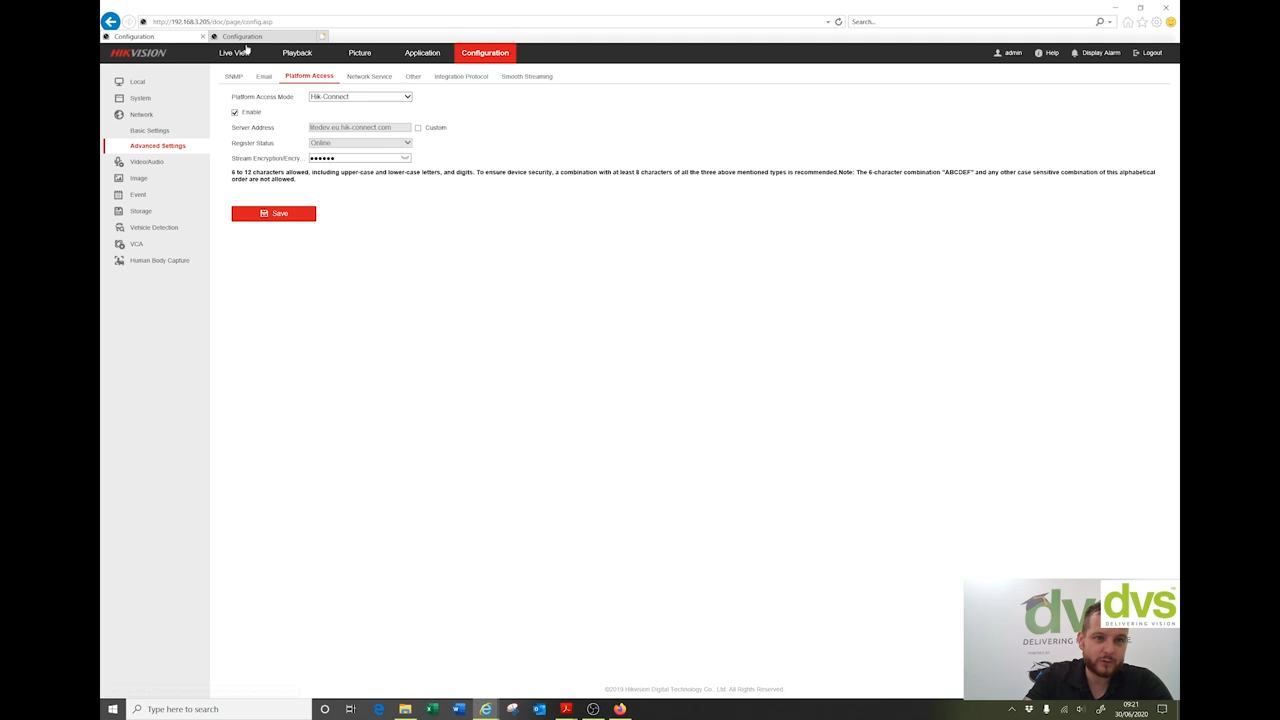 http://192.168.3.205/doc/page/config.asp
Search...
Configuration
Configuration
HIKVISION
Live View
Playback
Picture
Application
Configuration
admin
Help
Display Alarm
Logout
Local
System
Network
Basic Settings
Advanced Settings
Video/Audio
Image
Event
Storage
Vehicle Detection
VCA
Human Body Capture
SNMP
Email
Platform Access
Network Service
Other
Integration Protocol
Smooth Streaming
Platform Access Mode
Hik-Connect
Enable
Server Address
litedev.eu.hik-connect.com
Custom
Register Status
Online
Stream Encryption/Encry...
6 to 12 characters allowed, including upper-case and lower-case letters, and digits. To ensure device security, a combination with at least 8 characters of all the three above mentioned types is recommended.Note: The 6-character combination "ABCDEF" and any other case sensitive combination of this alphabetical
order are not allowed.
Save
©2019 Hikvision Digital Technology Co., Ltd. All Rights Reserved.
dvs
DELIVERING VISION
dv
DELIVERING
Type here to search
09:21
30/06/2020